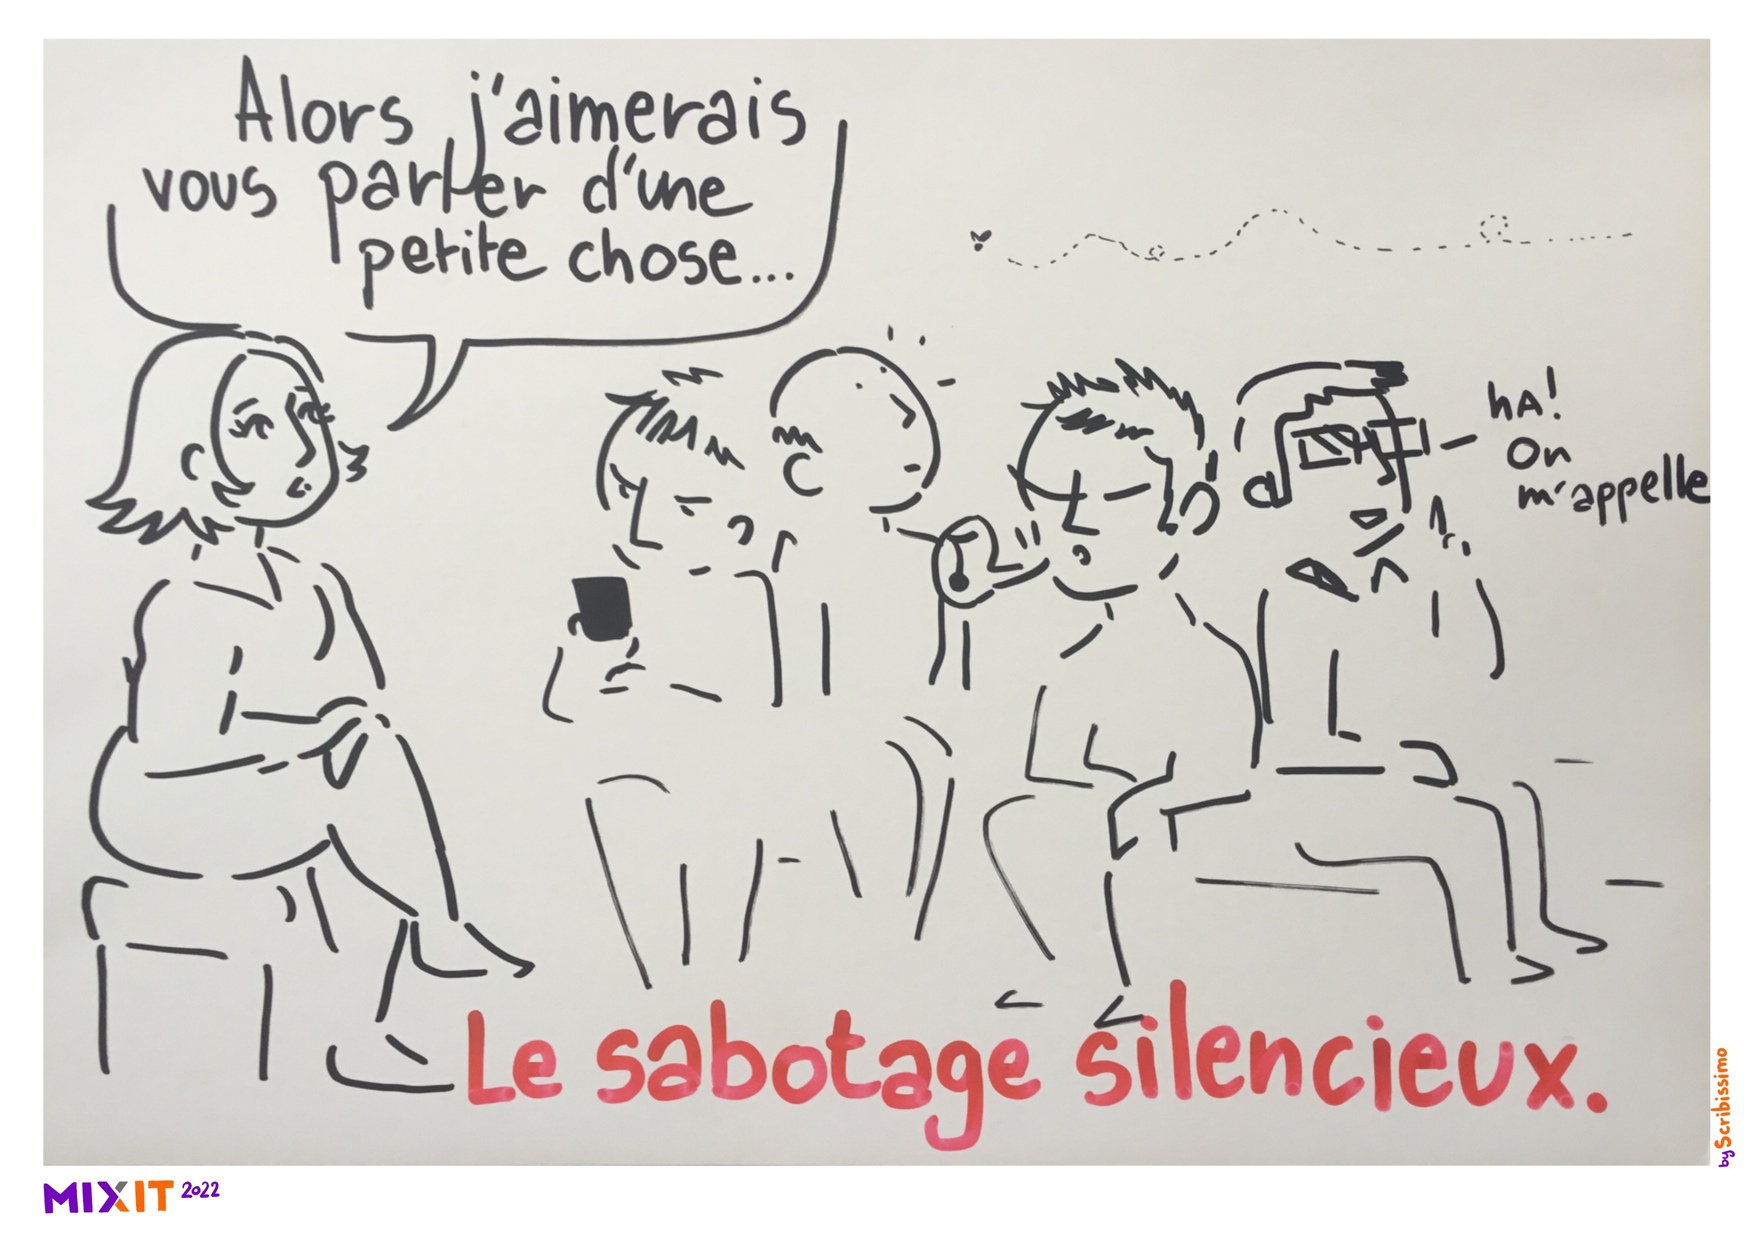 Alors j'aimerais
vous parler d'une
petite chose...
hA!
On
m'appelle
Le sabotage silencieux.
by Scribissimo
MIXIT 2022